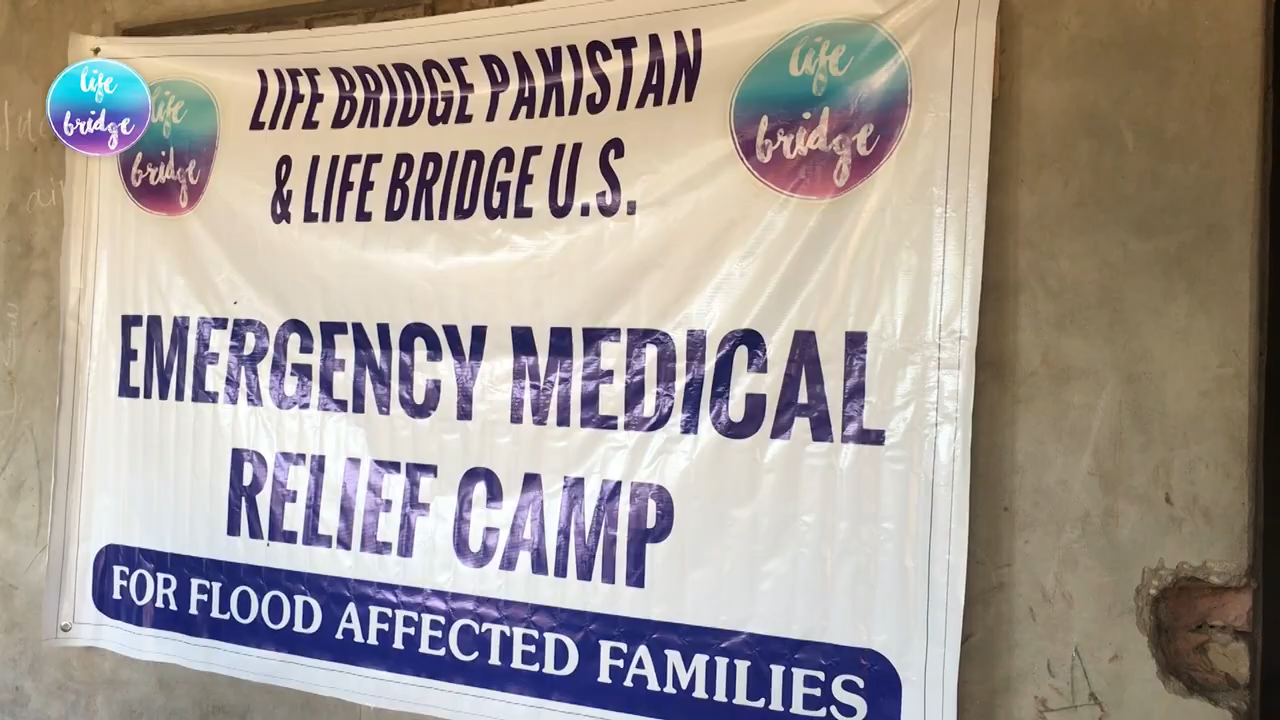 life
bridge
life
bridge
LIFE BRIDGE PAKISTAN
& LIFE BRIDGE U.S.
life
bridge
EMERGENCY MEDICAL
RELIEF CAMP
FOR FLOOD AFFECTED FAMILIES